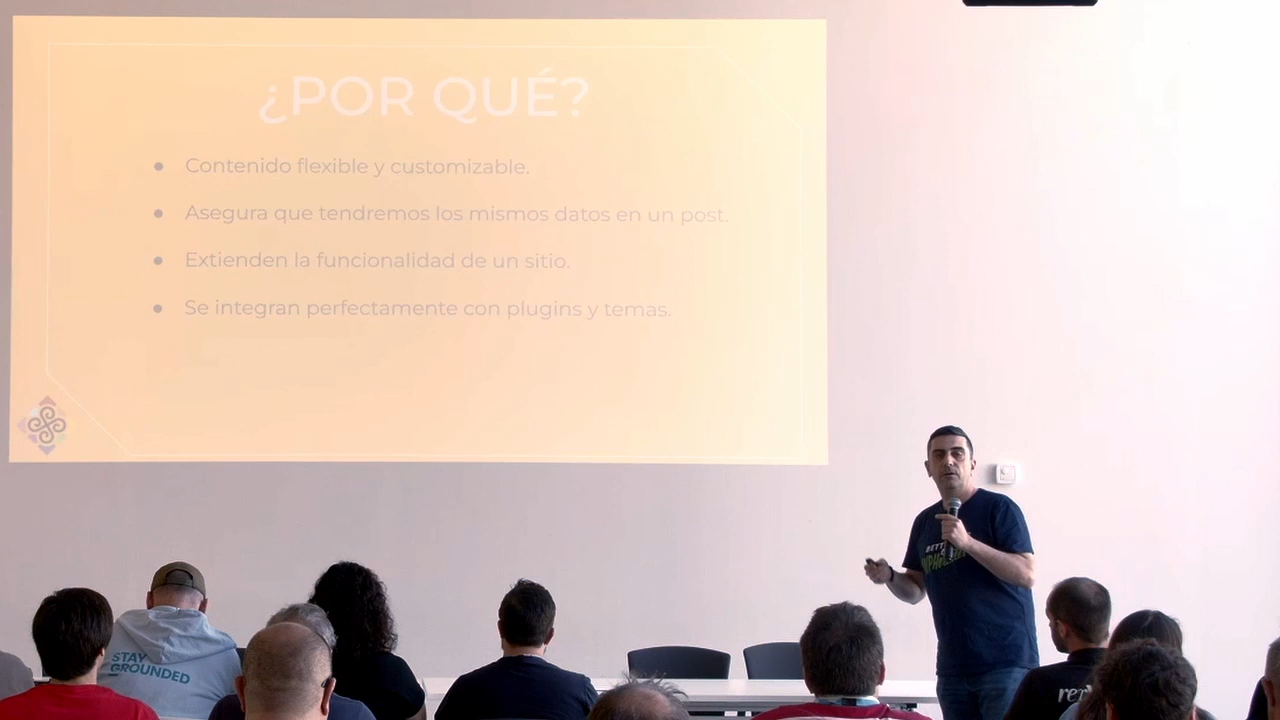 ¿POR QUÉ?
Contenido flexible y customizable.
Asegura que tendremos los mismos datos en un post.
Extienden la funcionalidad de un sitio.
Se integran perfectamente con plugins y temas.
STAY
GROUNDED